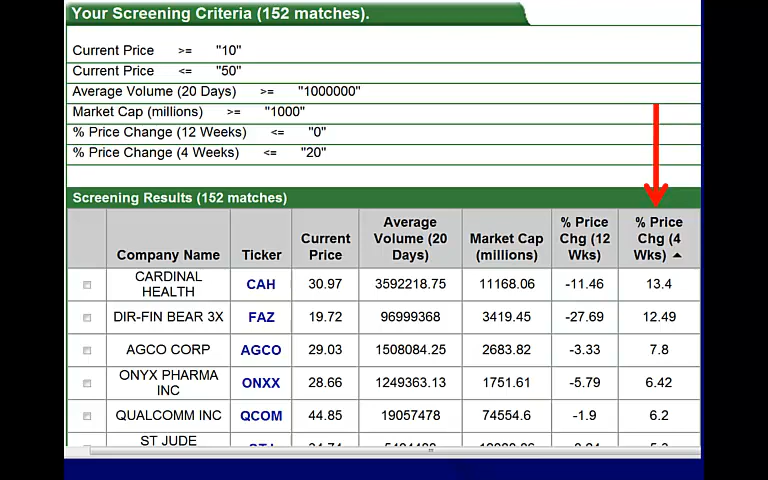 Your Screening Criteria (152 matches).
Current Price >= "10"
Current Price <= "50"
Average Volume (20 Days) >= "1000000"
Market Cap (millions) >= "1000"
% Price Change (12 Weeks) <= "0"
% Price Change (4 Weeks) <= "20"
Screening Results (152 matches)
Company Name Ticker Current Price Average Volume (20 Days) Market Cap (millions) % Price Chg (12 Wks) % Price Chg (4 Wks)
CARDINAL HEALTH CAH 30.97 3592218.75 11168.06 -11.46 13.4
DIR-FIN BEAR 3X FAZ 19.72 96999368 3419.45 -27.69 12.49
AGCO CORP AGCO 29.03 1508084.25 2683.82 -3.33 7.8
ONYX PHARMA INC ONXX 28.66 1249363.13 1751.61 -5.79 6.42
QUALCOMM INC QCOM 44.85 19057478 74554.6 -1.9 6.2
ST JUDE